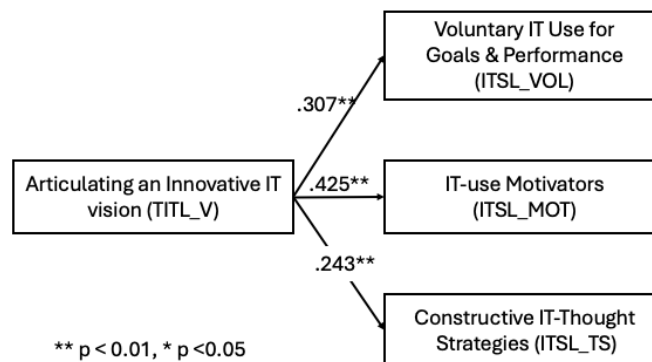 Voluntary IT Use for
Goals & Performance
(ITSL_VOL)
.307**
Articulating an Innovative IT
vision (TITL_V)
.425**
IT-use Motivators
(ITSL_MOT)
.243**
Constructive IT-Thought
Strategies (ITSL_TS)
** p < 0.01, * p <0.05